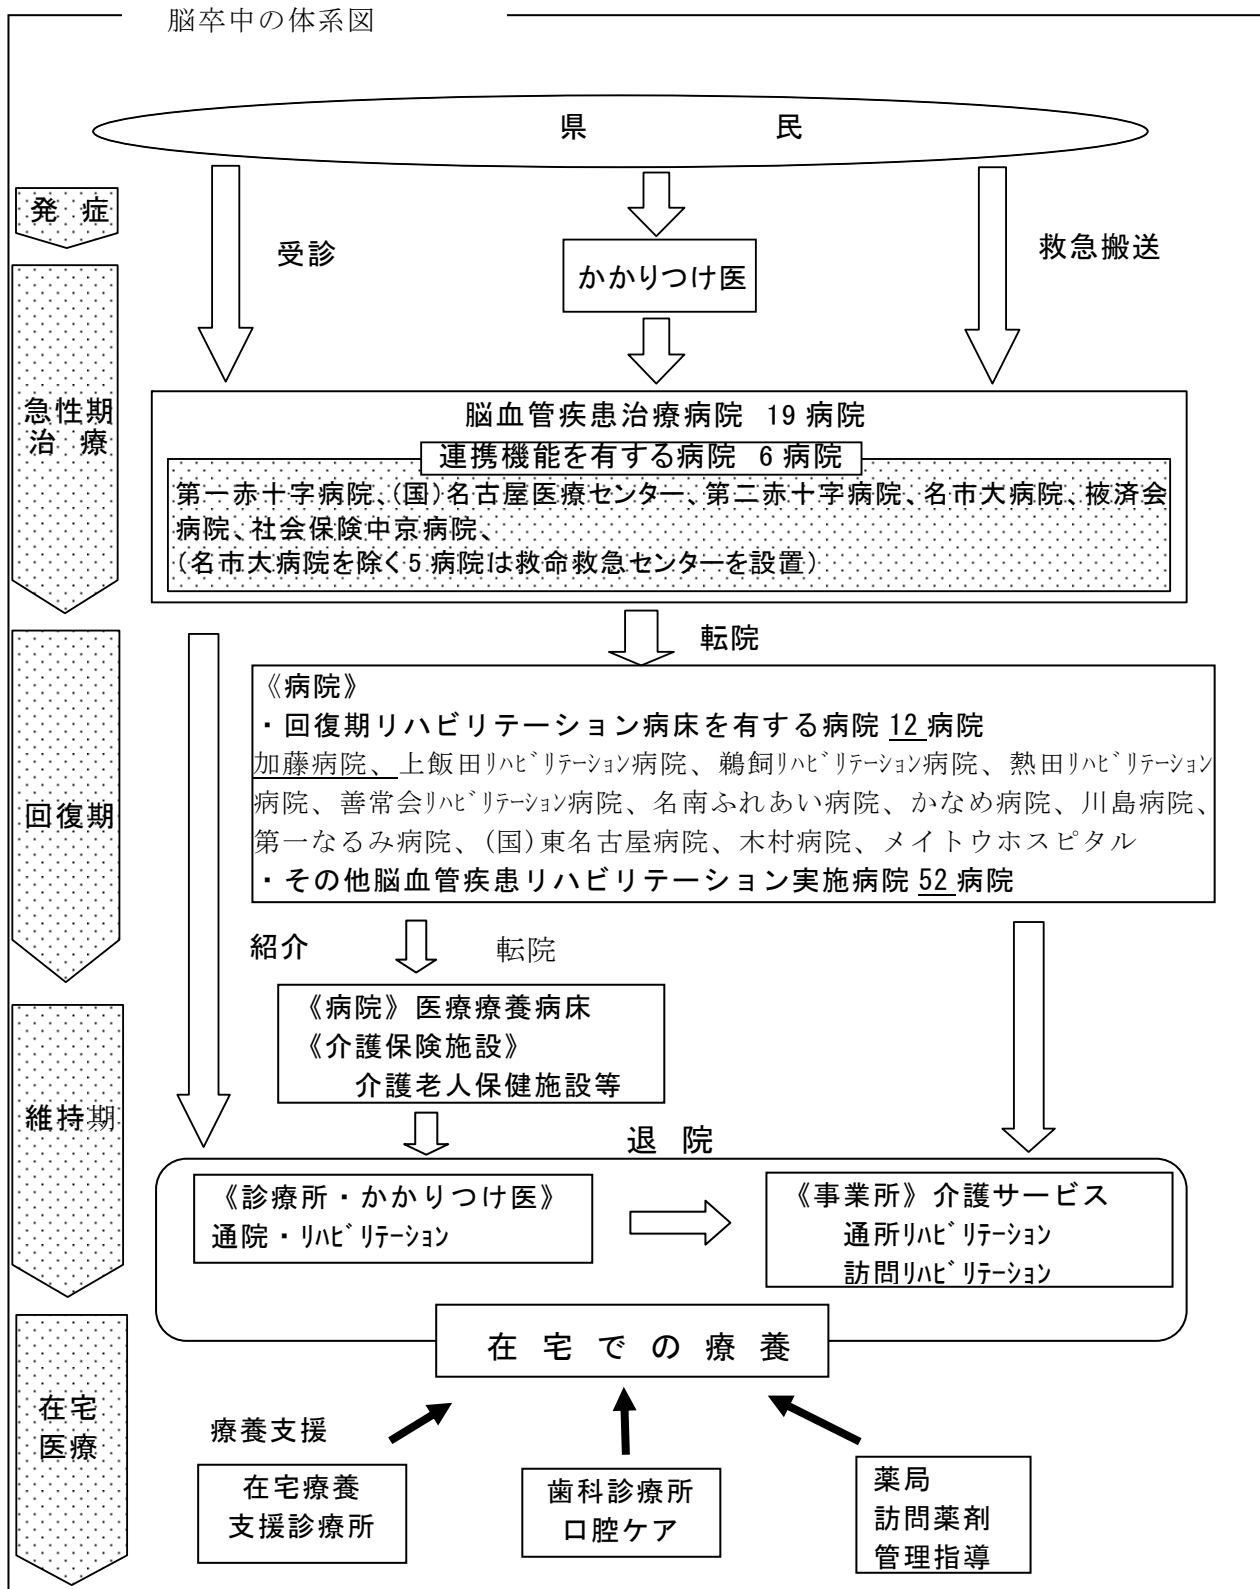 脳卒中の体系図
県　　　民
発 症
受診
かかりつけ医
救急搬送
急性期
治 療
脳血管疾患治療病院 19 病院
連携機能を有する病院 6 病院
第一赤十字病院、(国)名古屋医療センター、第二赤十字病院、名市大病院、掖済会
病院、社会保険中京病院、
(名市大病院を除く5 病院は救命救急センターを設置)
転院
回復期
《病院》
・回復期リハビリテーション病床を有する病院 12 病院
加藤病院、上飯田ﾘﾊﾋﾞﾘﾃｰｼｮﾝ病院、鵜飼ﾘﾊﾋﾞﾘﾃｰｼｮﾝ病院、熱田ﾘﾊﾋﾞﾘﾃｰｼｮﾝ
病院、善常会ﾘﾊﾋﾞﾘﾃｰｼｮﾝ病院、名南ふれあい病院、かなめ病院、川島病院、
第一なるみ病院、(国)東名古屋病院、木村病院、メイトウホスピタル
・その他脳血管疾患リハビリテーション実施病院 52 病院
紹介
転院
《病院》医療療養病床
《介護保険施設》
介護老人保健施設等
維持期
退 院
《診療所・かかりつけ医》
通院・ﾘﾊﾋﾞﾘﾃｰｼｮﾝ
《事業所》介護サービス
通所ﾘﾊﾋﾞﾘﾃｰｼｮﾝ
訪問ﾘﾊﾋﾞﾘﾃｰｼｮﾝ
在 宅 で の 療 養
在宅
医療
療養支援
在宅療養
支援診療所
歯科診療所
口腔ケア
薬局
訪問薬剤
管理指導